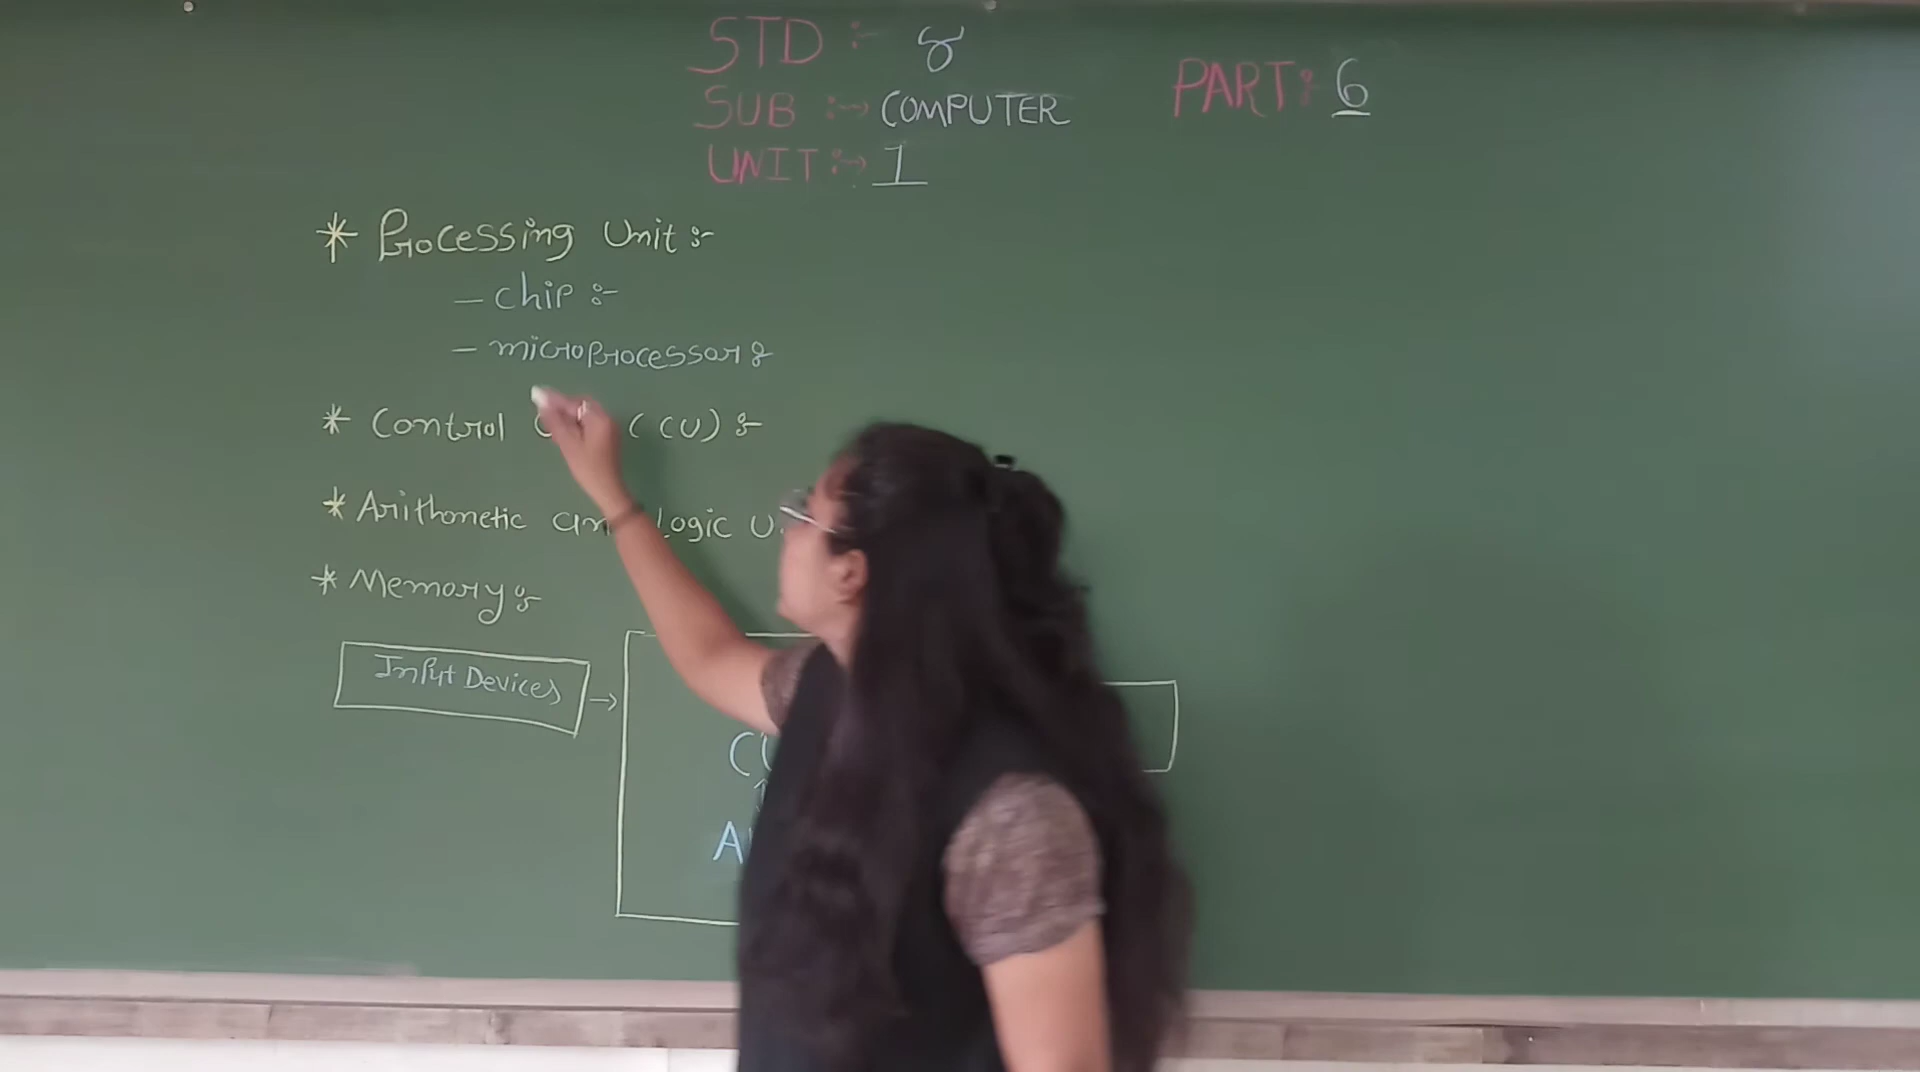 STD :- 8
SUB :→ COMPUTER
PART: 6
UNIT :→ 1
* Processing Unit :-
- chip :-
- microprocessor :
* Control (CU) :-
* Arithmetic Logic
* Memory :-
Input Devices →